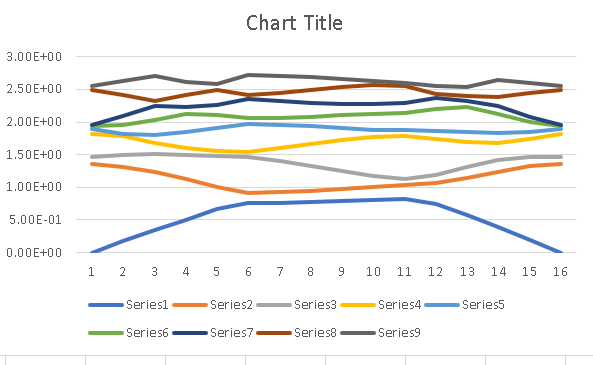 Chart Title
3.00E+00
2.50E+00
2.00E+00
1.50E+00
1.00E+00
5.00E-01
0.00E+00
1 2 3 4 5 6 7 8 9 10 11 12 13 14 15 16
Series1 Series2 Series3 Series4 Series5
Series6 Series7 Series8 Series9